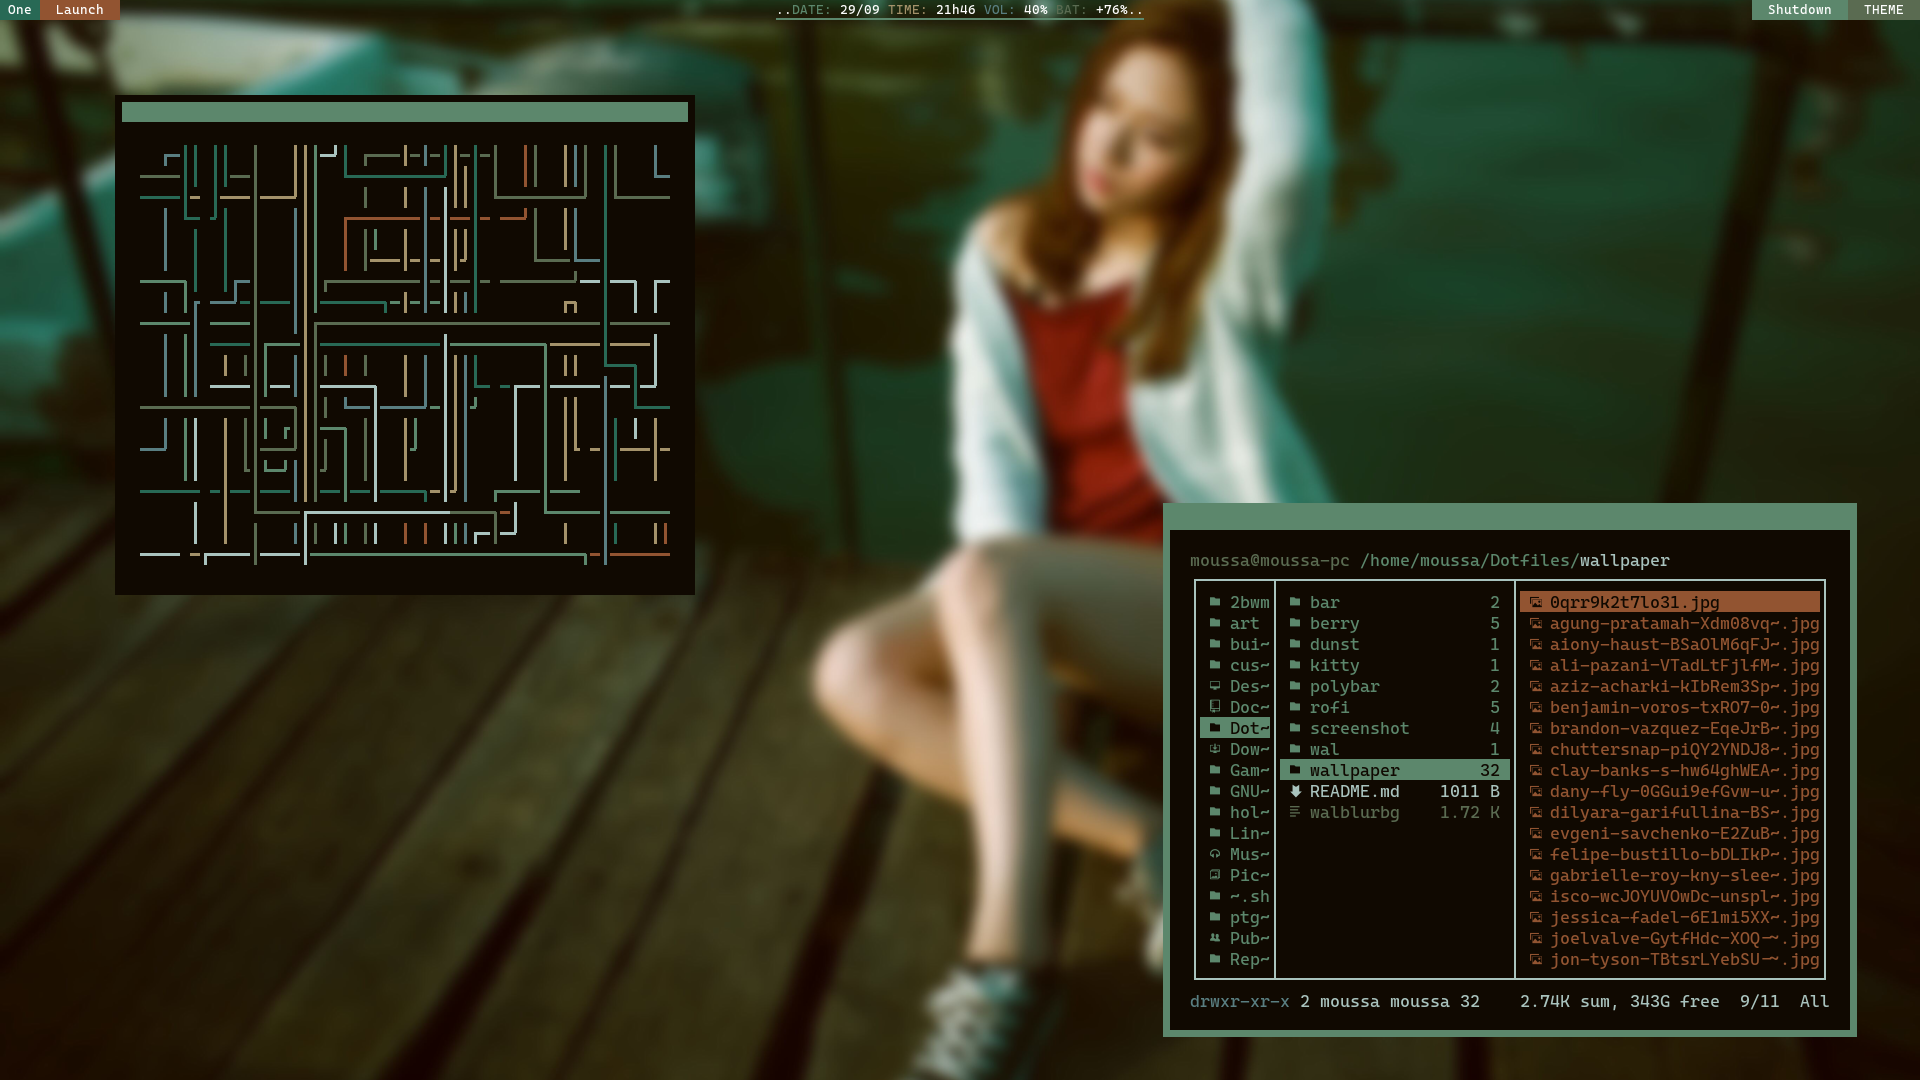 One Launch ..DATE: 29/09 TIME: 21h46 VOL: 40% BAT: +76%.. Shutdown THEME
moussa@moussa-pc /home/moussa/Dotfiles/wallpaper
2bwm bar 2 0qrr9k2t7lo31.jpg
art berry 5 agung-pratamah-Xdm08vq~.jpg
bui~ dunst 1 aiony-haust-BSaOlM6qFJ~.jpg
cus~ kitty 1 ali-pazani-VTadLtFjlfM~.jpg
Des~ polybar 2 aziz-acharki-kIbRem3Sp~.jpg
Doc~ rofi 5 benjamin-voros-txRO7-0~.jpg
Dot~ screenshot 4 brandon-vazquez-EqeJrB~.jpg
Dow~ wal 1 chuttersnap-piQY2YNDJ8~.jpg
Gam~ wallpaper 32 clay-banks-s-hw64ghWEA~.jpg
GNU~ README.md 1011 B dany-fly-0GGui9efGvw-u~.jpg
hol~ walblurbg 1.72 K dilyara-garifullina-BS~.jpg
Lin~ evgeni-savchenko-E2ZuB~.jpg
Mus~ felipe-bustillo-bDLIkP~.jpg
Pic~ gabrielle-roy-kny-slee~.jpg
~.sh isco-wcJOYUVOwDc-unspl~.jpg
ptg~ jessica-fadel-6E1mi5XX~.jpg
Pub~ joelvalve-GytfHdc-XOQ-~.jpg
Rep~ jon-tyson-TBtsrLYebSU-~.jpg
drwxr-xr-x 2 moussa moussa 32 2.74K sum, 343G free 9/11 All